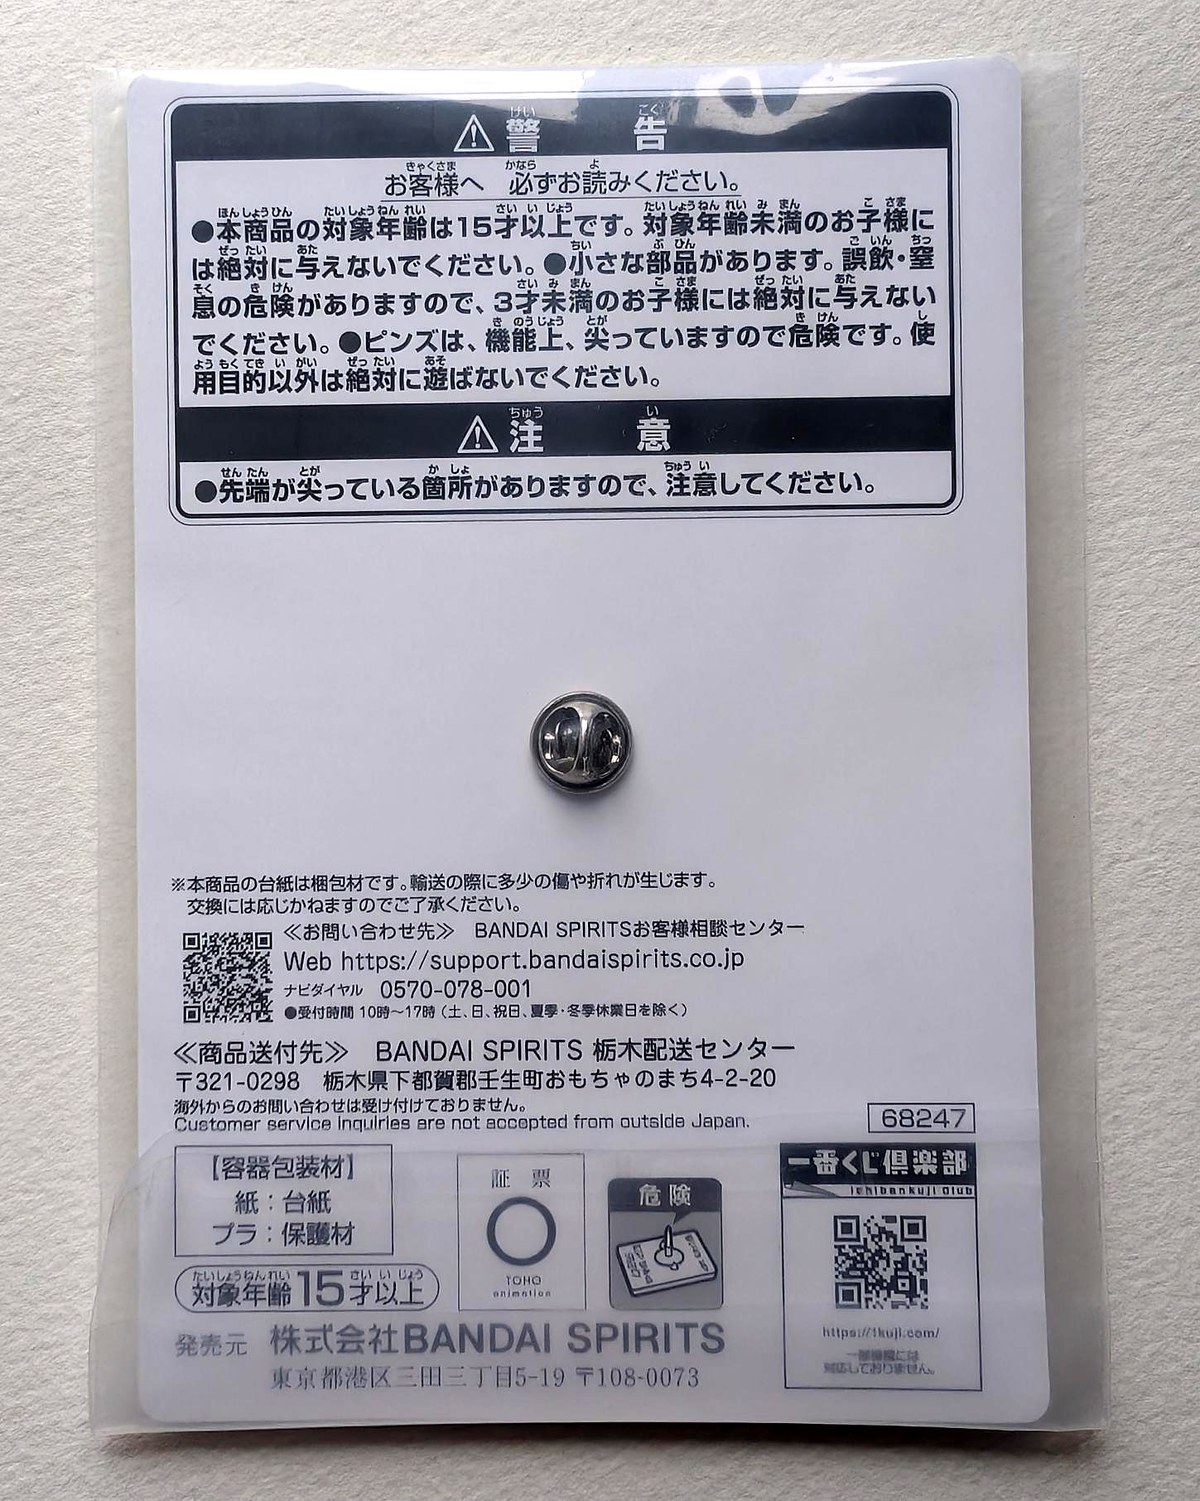 ⚠警告
お客様へ 必ずお読みください。
●本商品の対象年齢は15才以上です。対象年齢未満のお子様に
は絶対に与えないでください。●小さな部品があります。誤飲・窒
息の危険がありますので、3才未満のお子様には絶対に与えない
でください。●ピンズは、機能上、尖っていますので危険です。使
用目的以外は絶対に遊ばないでください。
⚠注意
●先端が尖っている箇所がありますので、注意してください。
※本商品の台紙は梱包材です。輸送の際に多少の傷や折れが生じます。
交換には応じかねますのでご了承ください。
≪お問い合わせ先≫ BANDAI SPIRITSお客様相談センター
Web https://support.bandaispirits.co.jp
ナビダイヤル 0570-078-001
●受付時間 10時～17時（土、日、祝日、夏季・冬季休業日を除く）
≪商品送付先≫ BANDAI SPIRITS 栃木配送センター
〒321-0298 栃木県下都賀郡壬生町おもちゃのまち4-2-20
海外からのお問い合わせは受け付けておりません。
Customer service inquiries are not accepted from outside Japan.
68247
【容器包装材】
紙：台紙
プラ：保護材
対象年齢15才以上
証票
TOHO
animation
危険
一番くじ倶楽部
ichibankuji club
https://1kuji.com/
一部機種には
対応しておりません。
発売元 株式会社BANDAI SPIRITS
東京都港区三田三丁目5-19 〒108-0073